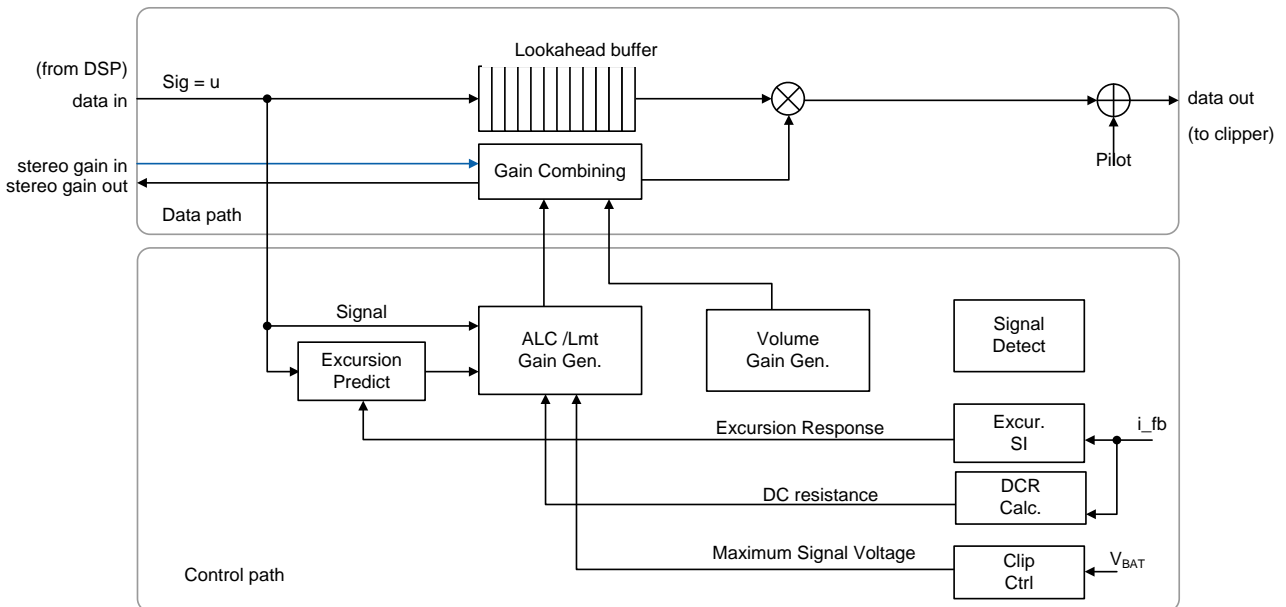 Lookahead buffer
(from DSP)
Sig = u
data in
data out
(to clipper)
Pilot
stereo gain in
stereo gain out
Gain Combining
Data path
Signal
Excursion
Predict
ALC /Lmt
Gain Gen.
Volume
Gain Gen.
Signal
Detect
Excursion Response
Excur.
SI
i_fb
DC resistance
DCR
Calc.
Maximum Signal Voltage
Clip
Ctrl
VBAT
Control path